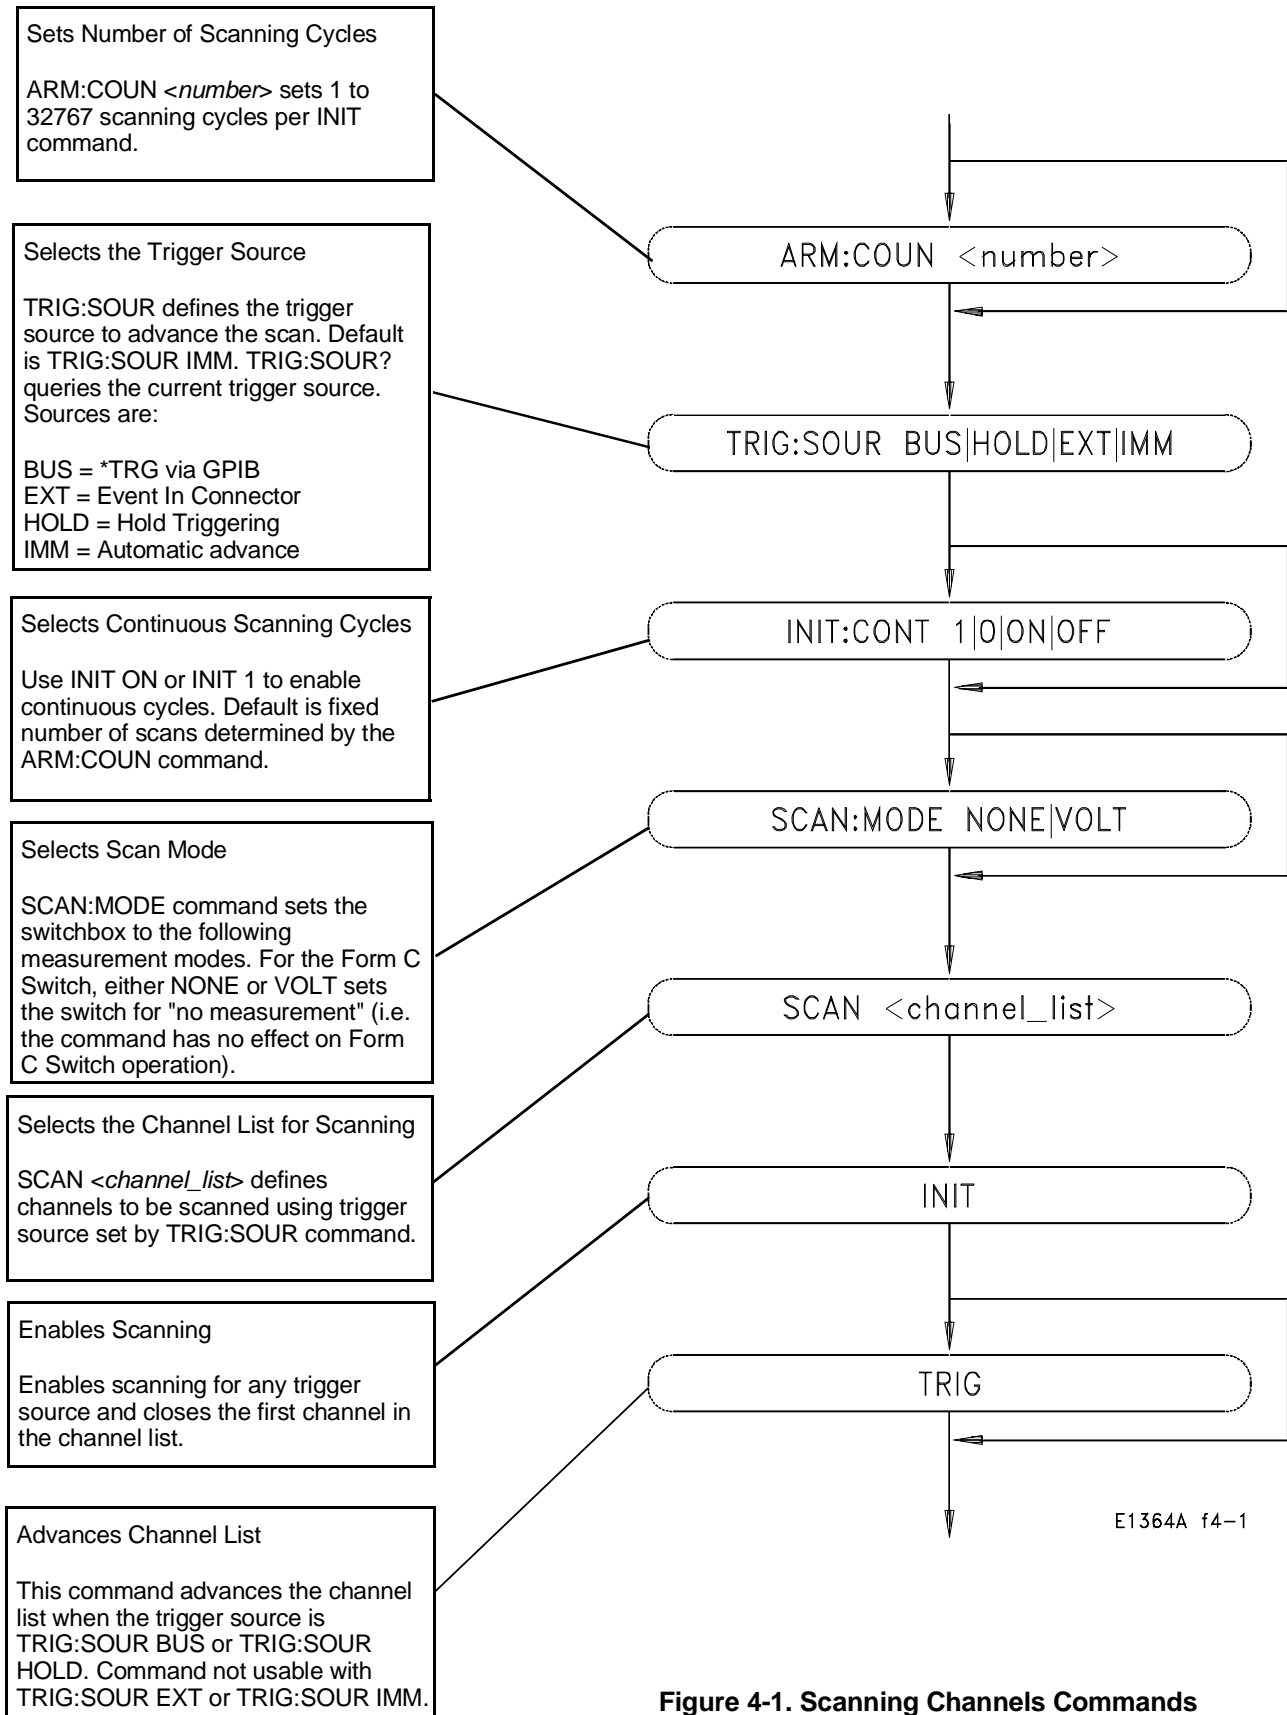 Sets Number of Scanning Cycles
ARM:COUN <number> sets 1 to
32767 scanning cycles per INIT
command.
Selects the Trigger Source
TRIG:SOUR defines the trigger
source to advance the scan. Default
is TRIG:SOUR IMM. TRIG:SOUR?
queries the current trigger source.
Sources are:
BUS = *TRG via GPIB
EXT = Event In Connector
HOLD = Hold Triggering
IMM = Automatic advance
Selects Continuous Scanning Cycles
Use INIT ON or INIT 1 to enable
continuous cycles. Default is fixed
number of scans determined by the
ARM:COUN command.
Selects Scan Mode
SCAN:MODE command sets the
switchbox to the following
measurement modes. For the Form C
Switch, either NONE or VOLT sets
the switch for "no measurement" (i.e.
the command has no effect on Form
C Switch operation).
Selects the Channel List for Scanning
SCAN <channel_list> defines
channels to be scanned using trigger
source set by TRIG:SOUR command.
Enables Scanning
Enables scanning for any trigger
source and closes the first channel in
the channel list.
Advances Channel List
This command advances the channel
list when the trigger source is
TRIG:SOUR BUS or TRIG:SOUR
HOLD. Command not usable with
TRIG:SOUR EXT or TRIG:SOUR IMM.
ARM:COUN <number>
TRIG:SOUR BUS|HOLD|EXT|IMM
INIT:CONT 1|0|ON|OFF
SCAN:MODE NONE|VOLT
SCAN <channel_list>
INIT
TRIG
E1364A f4-1
Figure 4-1. Scanning Channels Commands